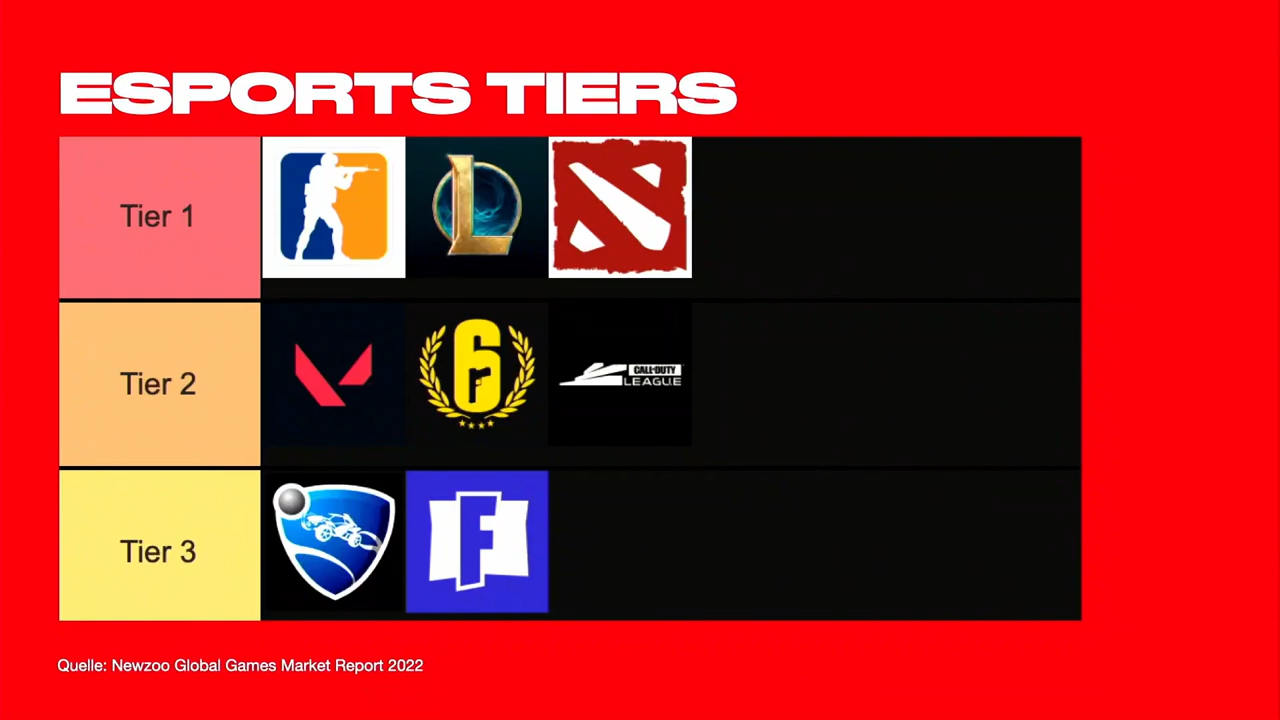 ESPORTS TIERS
Tier 1
Tier 2
CALL OF DUTY
LEAGUE
Tier 3
Quelle: Newzoo Global Games Market Report 2022